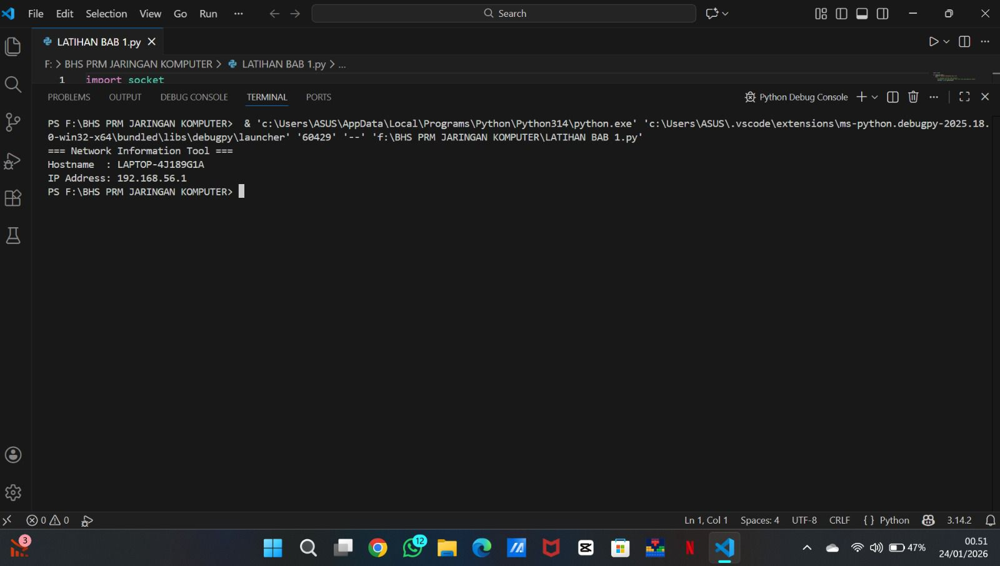 File Edit Selection View Go Run ... Search
LATIHAN BAB 1.py
F: > BHS PRM JARINGAN KOMPUTER > LATIHAN BAB 1.py > ...
1 import socket
PROBLEMS OUTPUT DEBUG CONSOLE TERMINAL PORTS Python Debug Console
PS F:\BHS PRM JARINGAN KOMPUTER> & 'c:\Users\ASUS\AppData\Local\Programs\Python\Python314\python.exe' 'c:\Users\ASUS\.vscode\extensions\ms-python.debugpy-2025.18.
0-win32-x64\bundled\libs\debugpy\launcher' '60429' '--' 'f:\BHS PRM JARINGAN KOMPUTER\LATIHAN BAB 1.py'
=== Network Information Tool ===
Hostname  : LAPTOP-4J189G1A
IP Address: 192.168.56.1
PS F:\BHS PRM JARINGAN KOMPUTER>
0 0 Ln 1, Col 1 Spaces: 4 UTF-8 CRLF { } Python 3.14.2
3 12 N 47% 00.51
24/01/2026